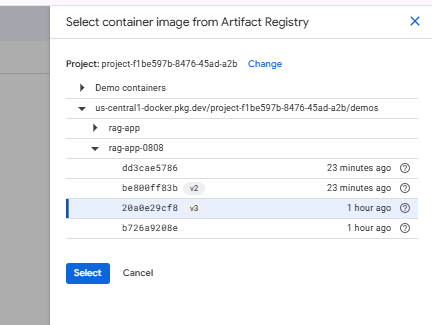 Select container image from Artifact Registry
Project: project-f1be597b-8476-45ad-a2b Change
Demo containers
us-central1-docker.pkg.dev/project-f1be597b-8476-45ad-a2b/demos
rag-app
rag-app-0808
dd3cae5786 23 minutes ago
be800ff83b v2 23 minutes ago
20a0e29cf8 v3 1 hour ago
b726a9208e 1 hour ago
Select Cancel